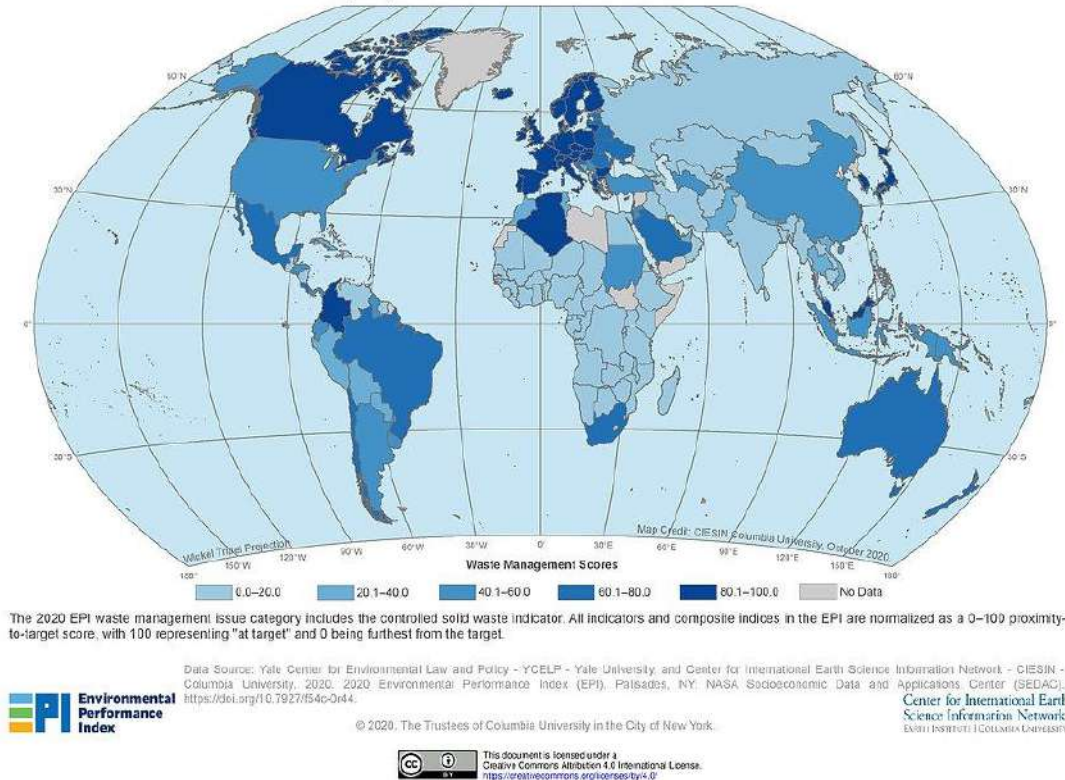 60°N
60°N
30°N
30°N
0°
0°
30°S
30°S
Winkel Tripel Projection
Map Credit: CIESIN Columbia University, October 2020
180° 150°W 120°W 90°W 60°W 30°W 0° 30°E 60°E 90°E 120°E 150°E 180°
Waste Management Scores
0.0–20.0 20.1–40.0 40.1–60.0 60.1–80.0 80.1–100.0 No Data
The 2020 EPI waste management issue category includes the controlled solid waste indicator. All indicators and composite indices in the EPI are normalized as a 0–100 proximity-
to-target score, with 100 representing "at target" and 0 being furthest from the target.
Data Source: Yale Center for Environmental Law and Policy - YCELP - Yale University, and Center for International Earth Science Information Network - CIESIN -
Columbia University. 2020. 2020 Environmental Performance Index (EPI). Palisades, NY: NASA Socioeconomic Data and Applications Center (SEDAC).
https://doi.org/10.7927/f54c-0r44.
EPI Environmental
Performance
Index
© 2020. The Trustees of Columbia University in the City of New York.
Center for International Earth
Science Information Network
EARTH INSTITUTE | COLUMBIA UNIVERSITY
cc BY
This document is licensed under a
Creative Commons Attribution 4.0 International License.
https://creativecommons.org/licenses/by/4.0/